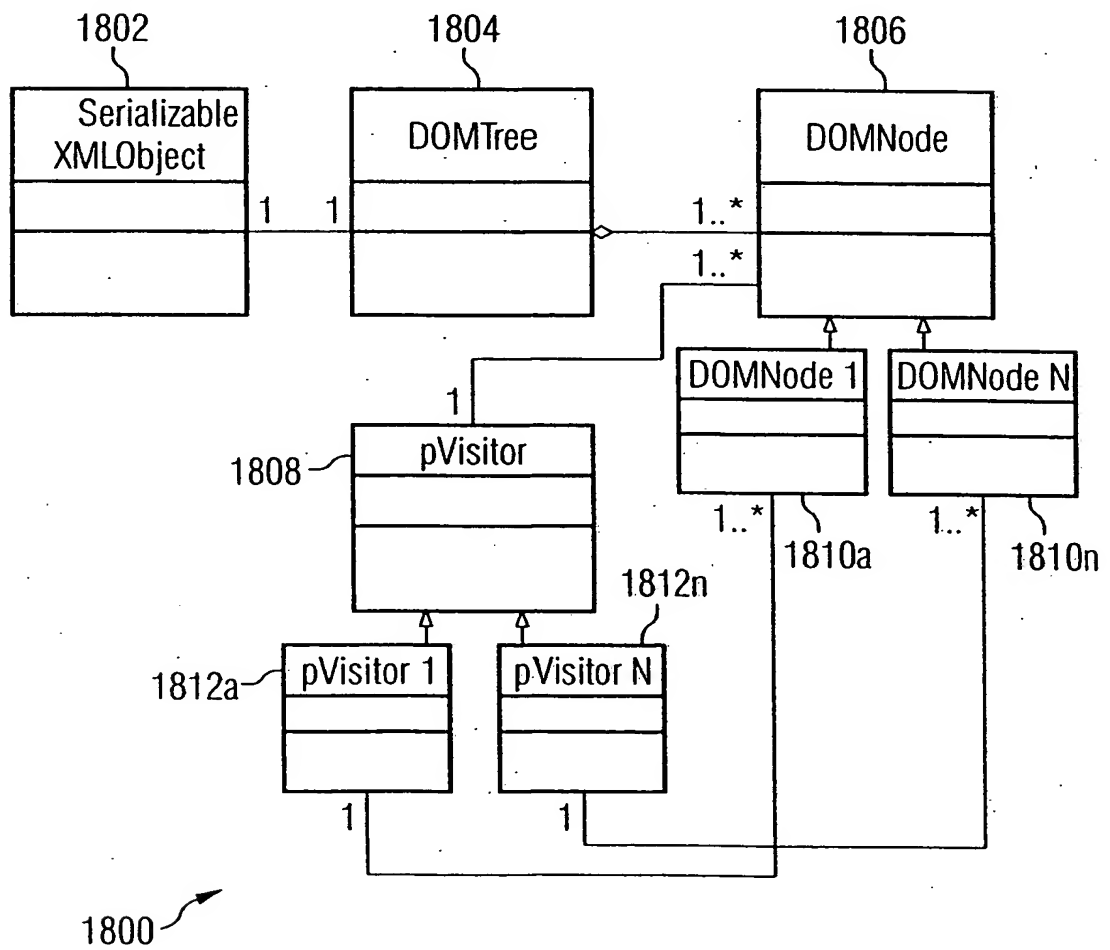 1802
1804
1806
Serializable
XMLObject
DOMTree
DOMNode
1
1
1..*
1..*
DOMNode 1
DOMNode N
1
pVisitor
1808
1..*
1..*
1810a
1810n
1812n
pVisitor 1
pVisitor N
1812a
1
1
1800